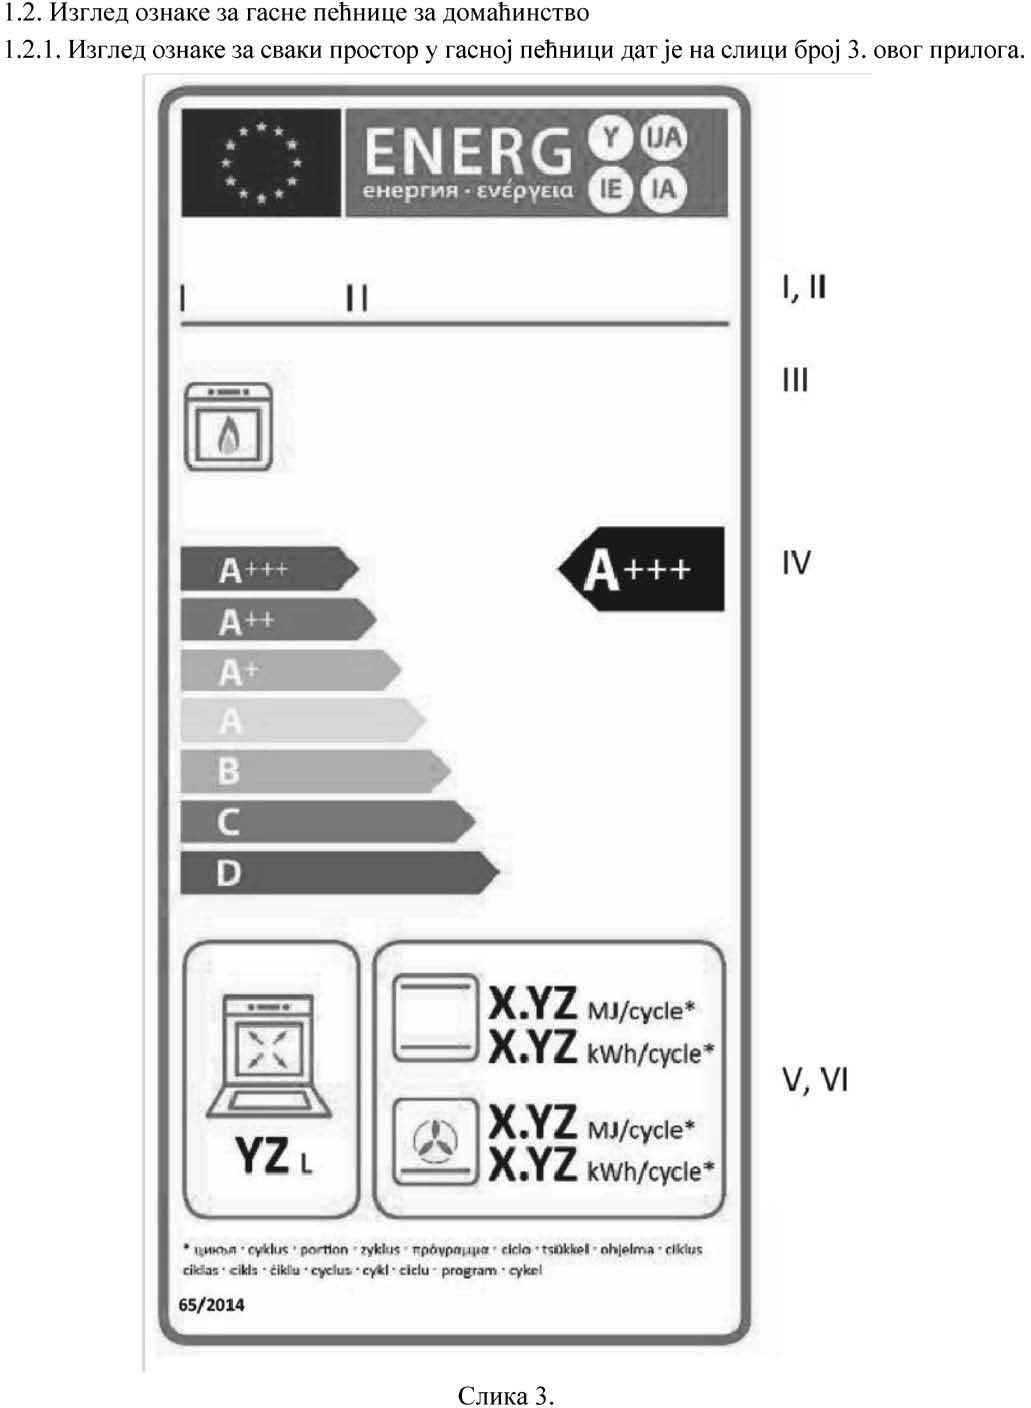 1.2. Изглед ознаке за гасне пећнице за домаћинство
1.2.1. Изглед ознаке за сваки простор у гасној пећници дат је на слици број 3. овог прилога.
ENERG Y IJA
енергия · ενέργεια IE IA
I II
I, II
III
A+++
A+++
IV
A++
A+
A
B
C
D
X.YZ MJ/cycle*
X.YZ kWh/cycle*
V, VI
X.YZ MJ/cycle*
X.YZ kWh/cycle*
YZ L
* цикъл · cyklus · portion · zyklus · πρόγραμμα · ciclo · tsükkel · ohjelma · ciklus
ciklas · cikls · ċiklu · cyclus · cykl · ciclu · program · cykel
65/2014
Слика 3.